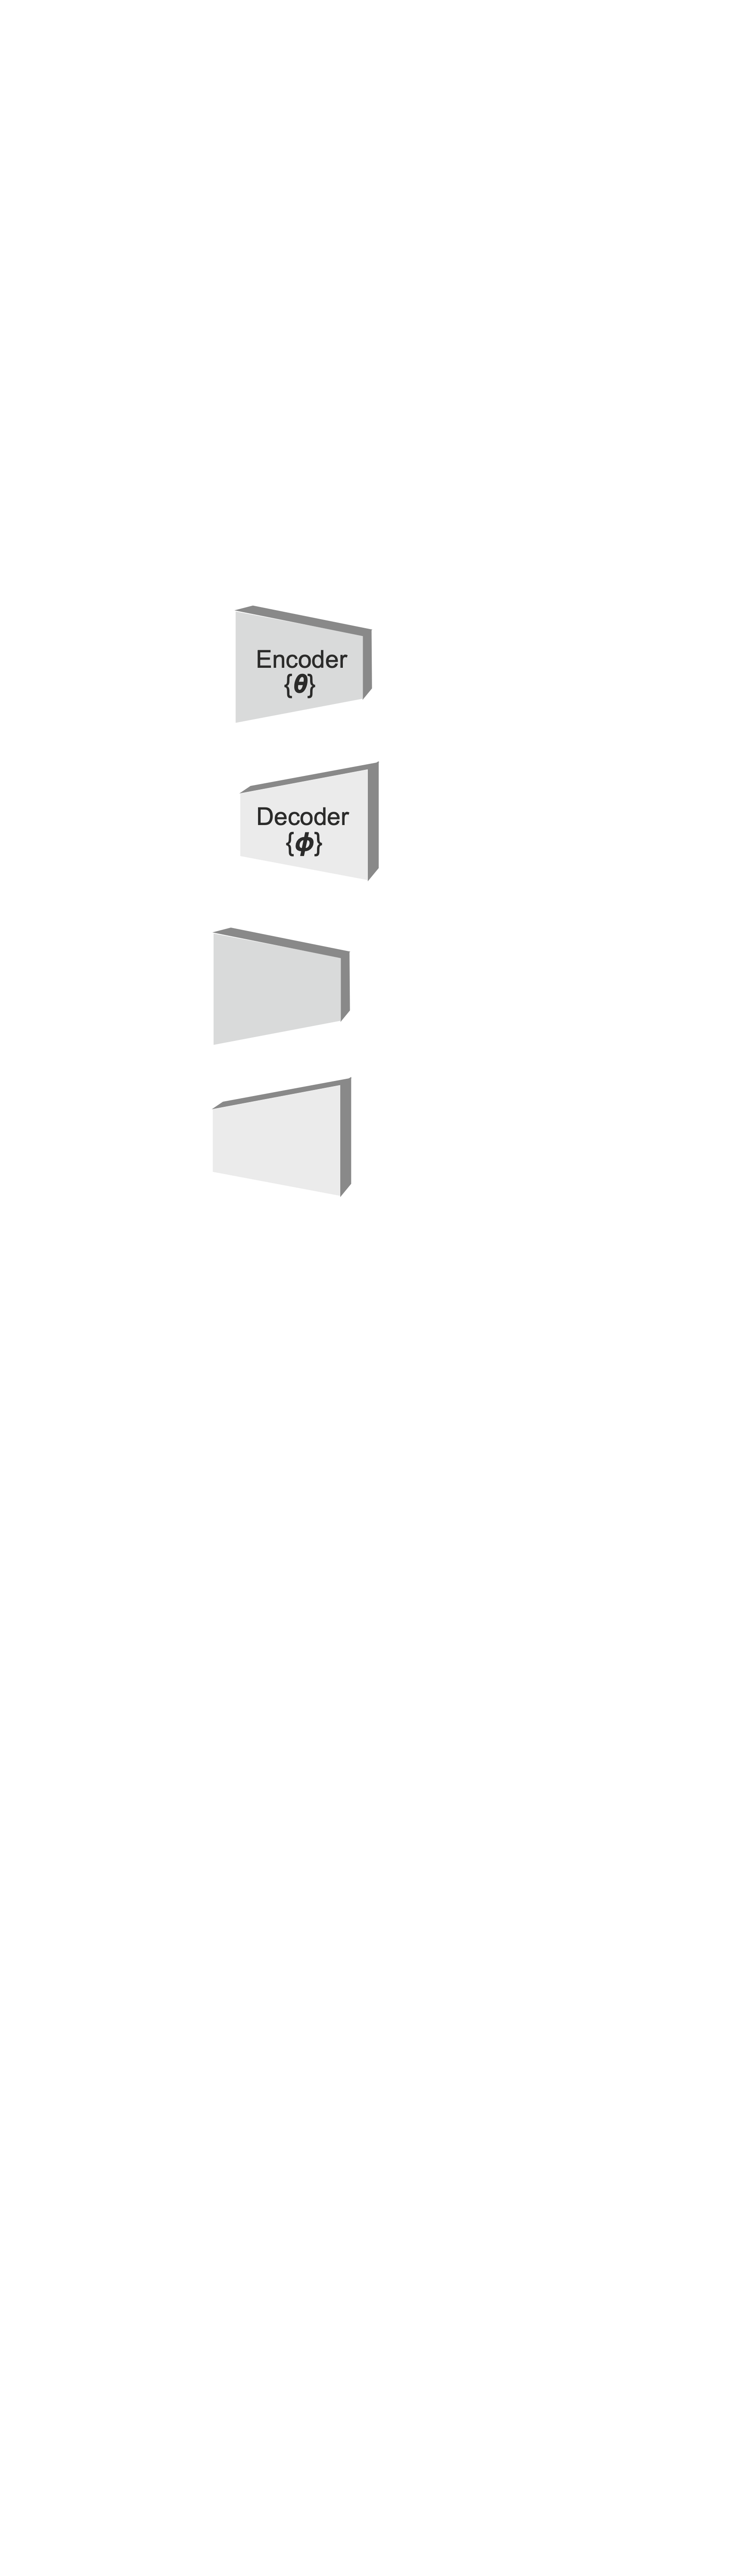 Encoder
{θ}
Decoder
{ϕ}